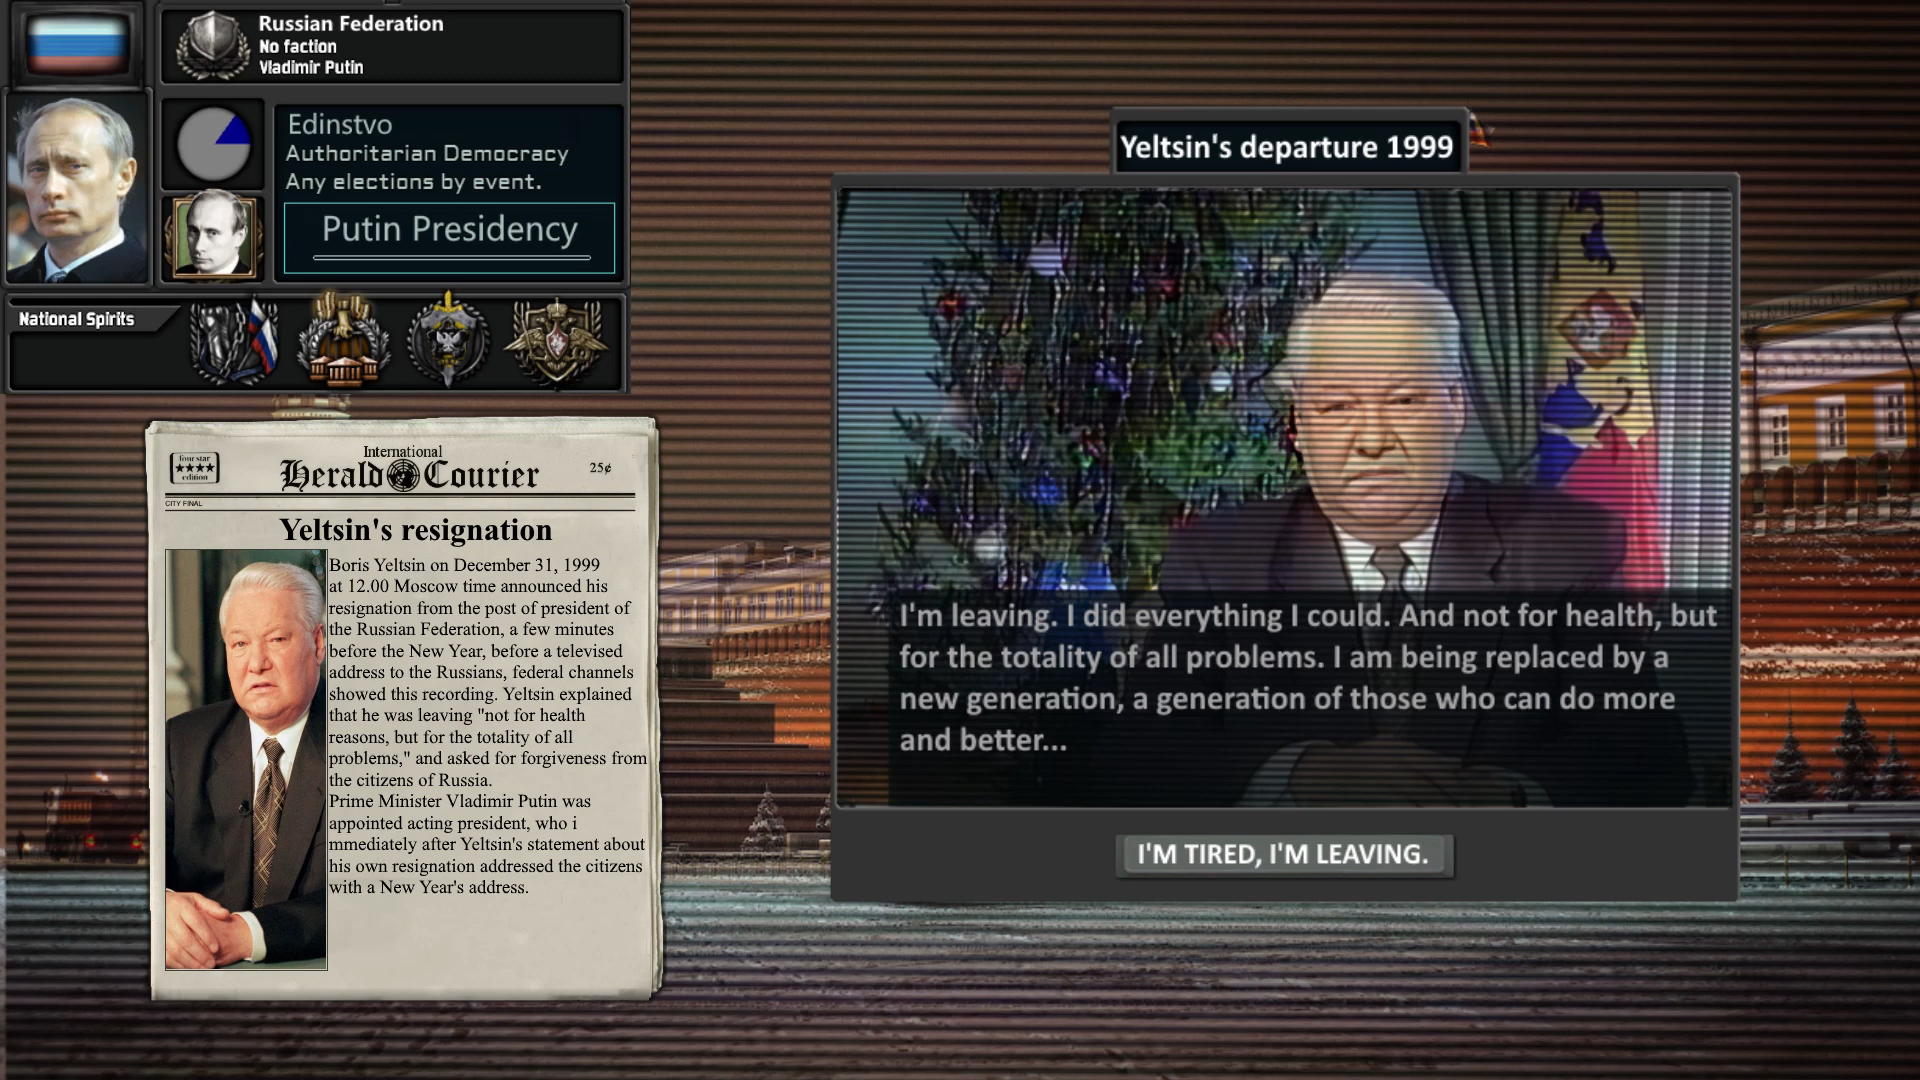 Russian Federation
No faction
Vladimir Putin
Edinstvo
Authoritarian Democracy
Any elections by event.
Putin Presidency
National Spirits
four star
★★★★
edition
International
Herald Courier
25¢
CITY FINAL
Yeltsin's resignation
Boris Yeltsin on December 31, 1999
at 12.00 Moscow time announced his
resignation from the post of president of
the Russian Federation, a few minutes
before the New Year, before a televised
address to the Russians, federal channels
showed this recording. Yeltsin explained
that he was leaving "not for health
reasons, but for the totality of all
problems," and asked for forgiveness from
the citizens of Russia.
Prime Minister Vladimir Putin was
appointed acting president, who i
mmediately after Yeltsin's statement about
his own resignation addressed the citizens
with a New Year's address.
Yeltsin's departure 1999
I'm leaving. I did everything I could. And not for health, but
for the totality of all problems. I am being replaced by a
new generation, a generation of those who can do more
and better...
I'M TIRED, I'M LEAVING.